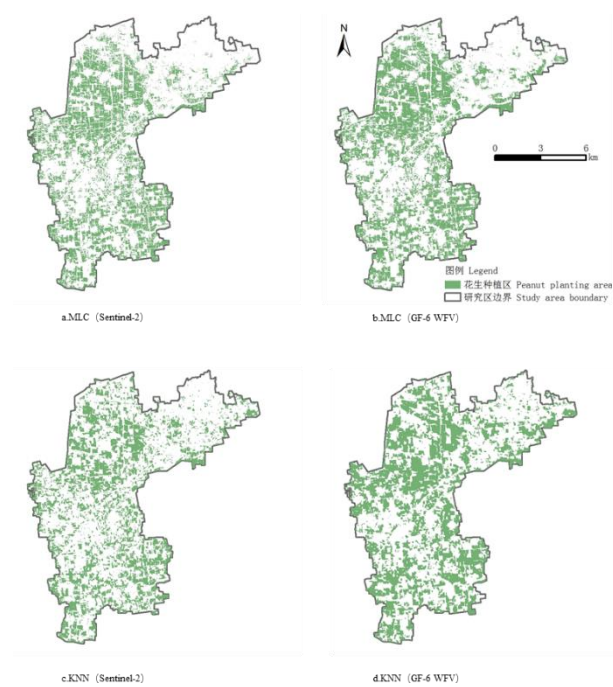 N
0 3 6
km
图例 Legend
花生种植区 Peanut planting area
研究区边界 Study area boundary
a.MLC (Sentinel-2)
b.MLC (GF-6 WFV)
c.KNN (Sentinel-2)
d.KNN (GF-6 WFV)